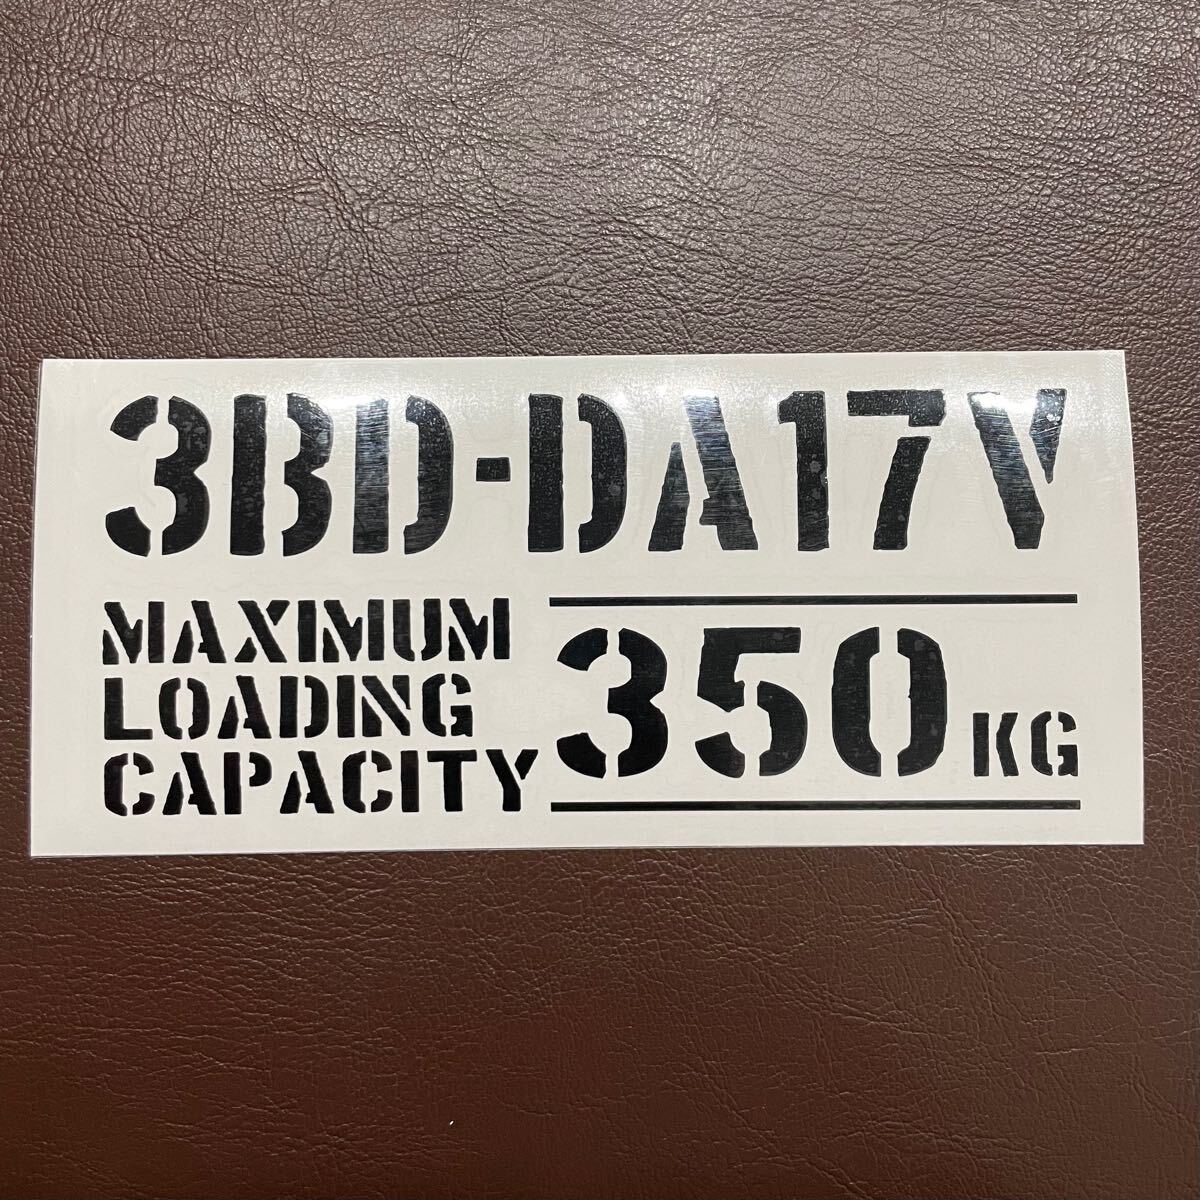 3BD-DA17V
MAXIMUM
LOADING
CAPACITY
350 KG